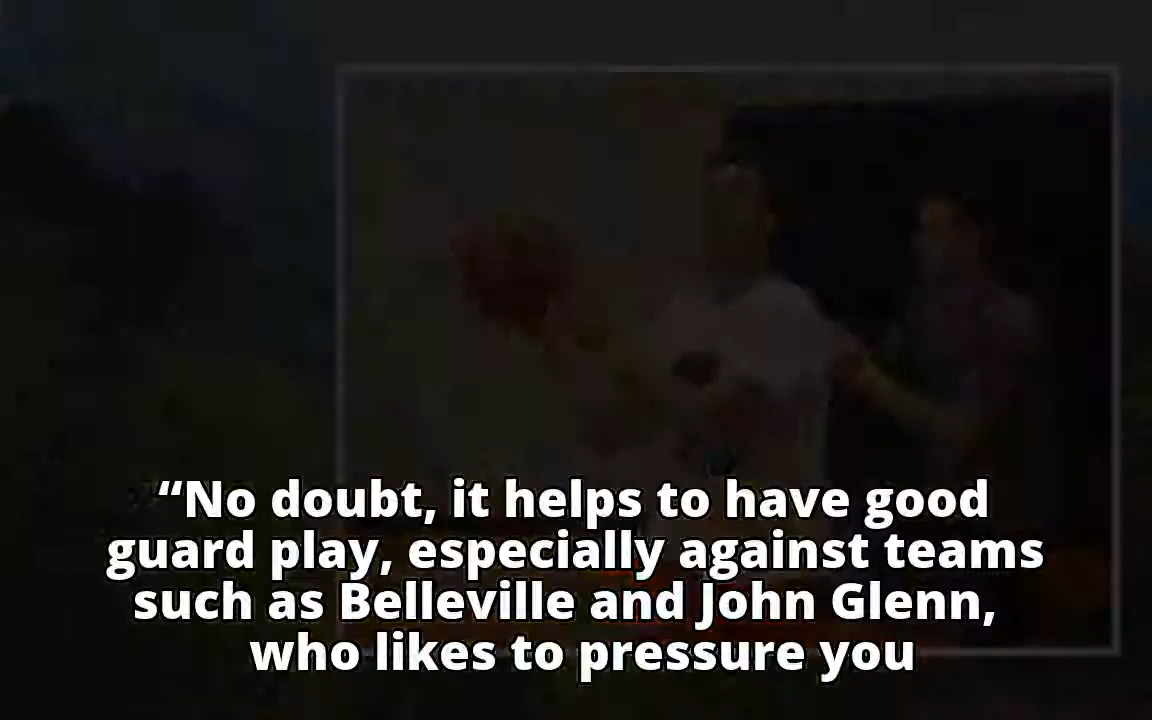 “No doubt, it helps to have good
guard play, especially against teams
such as Belleville and John Glenn,
who likes to pressure you